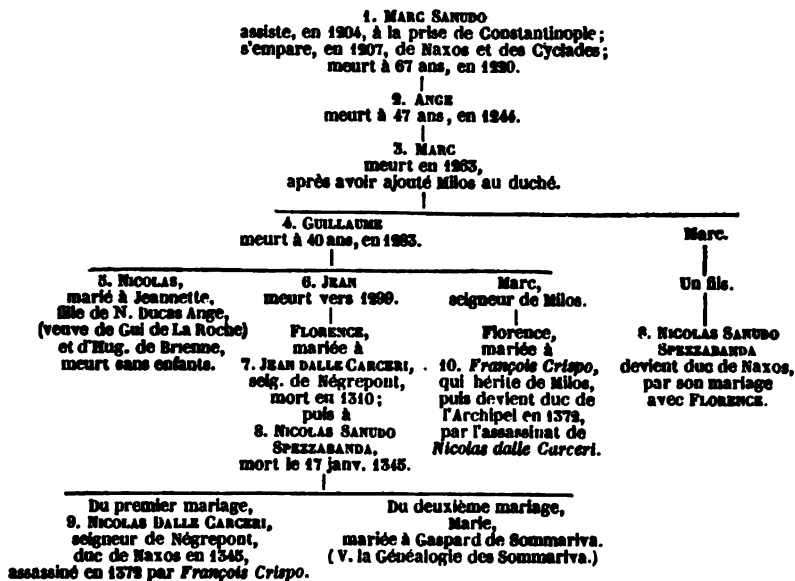 1. MARC SANUDO
assiste, en 1204, à la prise de Constantinople ;
s'empare, en 1207, de Naxos et des Cyclades ;
meurt à 67 ans, en 1220.
2. ANGE
meurt à 47 ans, en 1244.
3. MARC
meurt en 1263,
après avoir ajouté Milos au duché.
4. GUILLAUME
meurt à 40 ans, en 1283.
Marc.
5. NICOLAS,
marié à Jeannette,
fille de N. Ducas Ange,
(veuve de Gui de La Roche)
et d'Hug. de Brienne,
meurt sans enfants.
6. JEAN
meurt vers 1299.
FLORENCE,
mariée à
7. JEAN DALLE CARCERI,
seig. de Négrepont,
mort en 1310 ;
puis à
8. NICOLAS SANUDO
SPEZZABANDA,
mort le 17 janv. 1345.
Marc,
seigneur de Milos.
Florence,
mariée à
10. François Crispo,
qui hérite de Milos,
puis devient duc de
l'Archipel en 1372,
par l'assassinat de
Nicolas dalle Carceri.
Un fils.
8. NICOLAS SANUDO
SPEZZABANDA
devient duc de Naxos,
par son mariage
avec FLORENCE.
Du premier mariage,
9. NICOLAS DALLE CARCERI,
seigneur de Négrepont,
duc de Naxos en 1345,
assassiné en 1372 par François Crispo.
Du deuxième mariage,
Marie,
mariée à Gaspard de Sommariva.
( V. la Généalogie des Sommariva.)